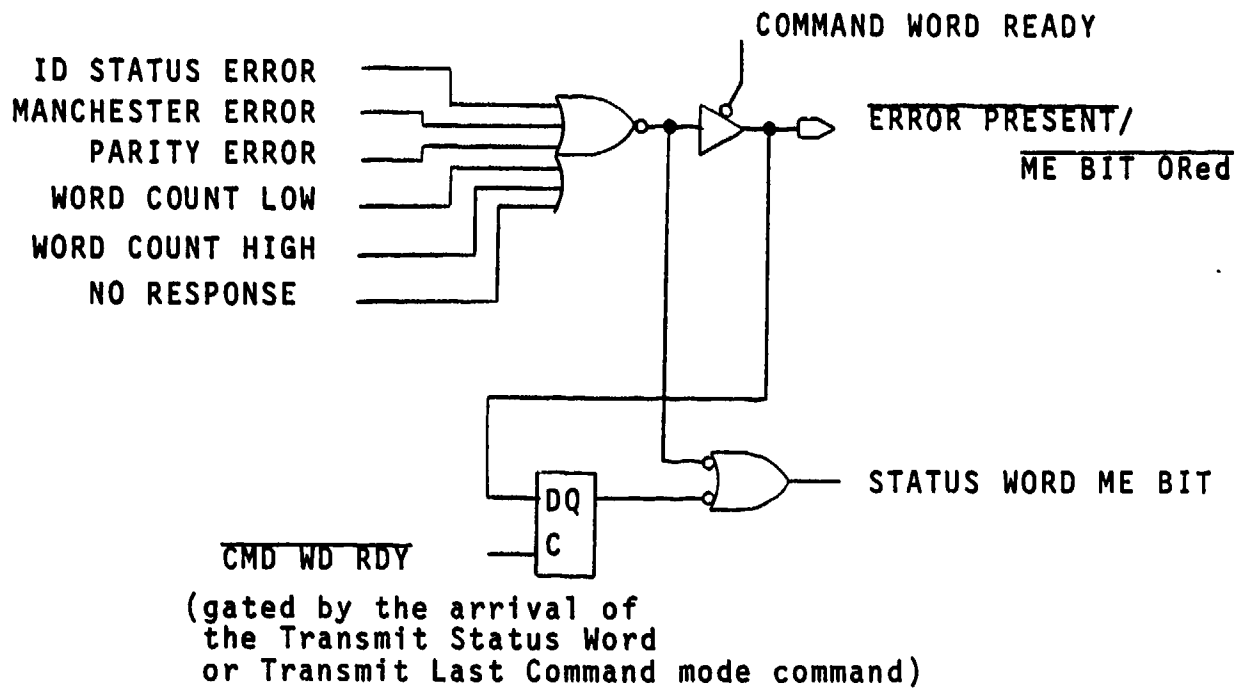 COMMAND WORD READY
ID STATUS ERROR
MANCHESTER ERROR
PARITY ERROR
WORD COUNT LOW
WORD COUNT HIGH
NO RESPONSE
ERROR PRESENT/
ME BIT ORed
DQ
C
STATUS WORD ME BIT
CMD WD RDY
(gated by the arrival of
the Transmit Status Word
or Transmit Last Command mode command)